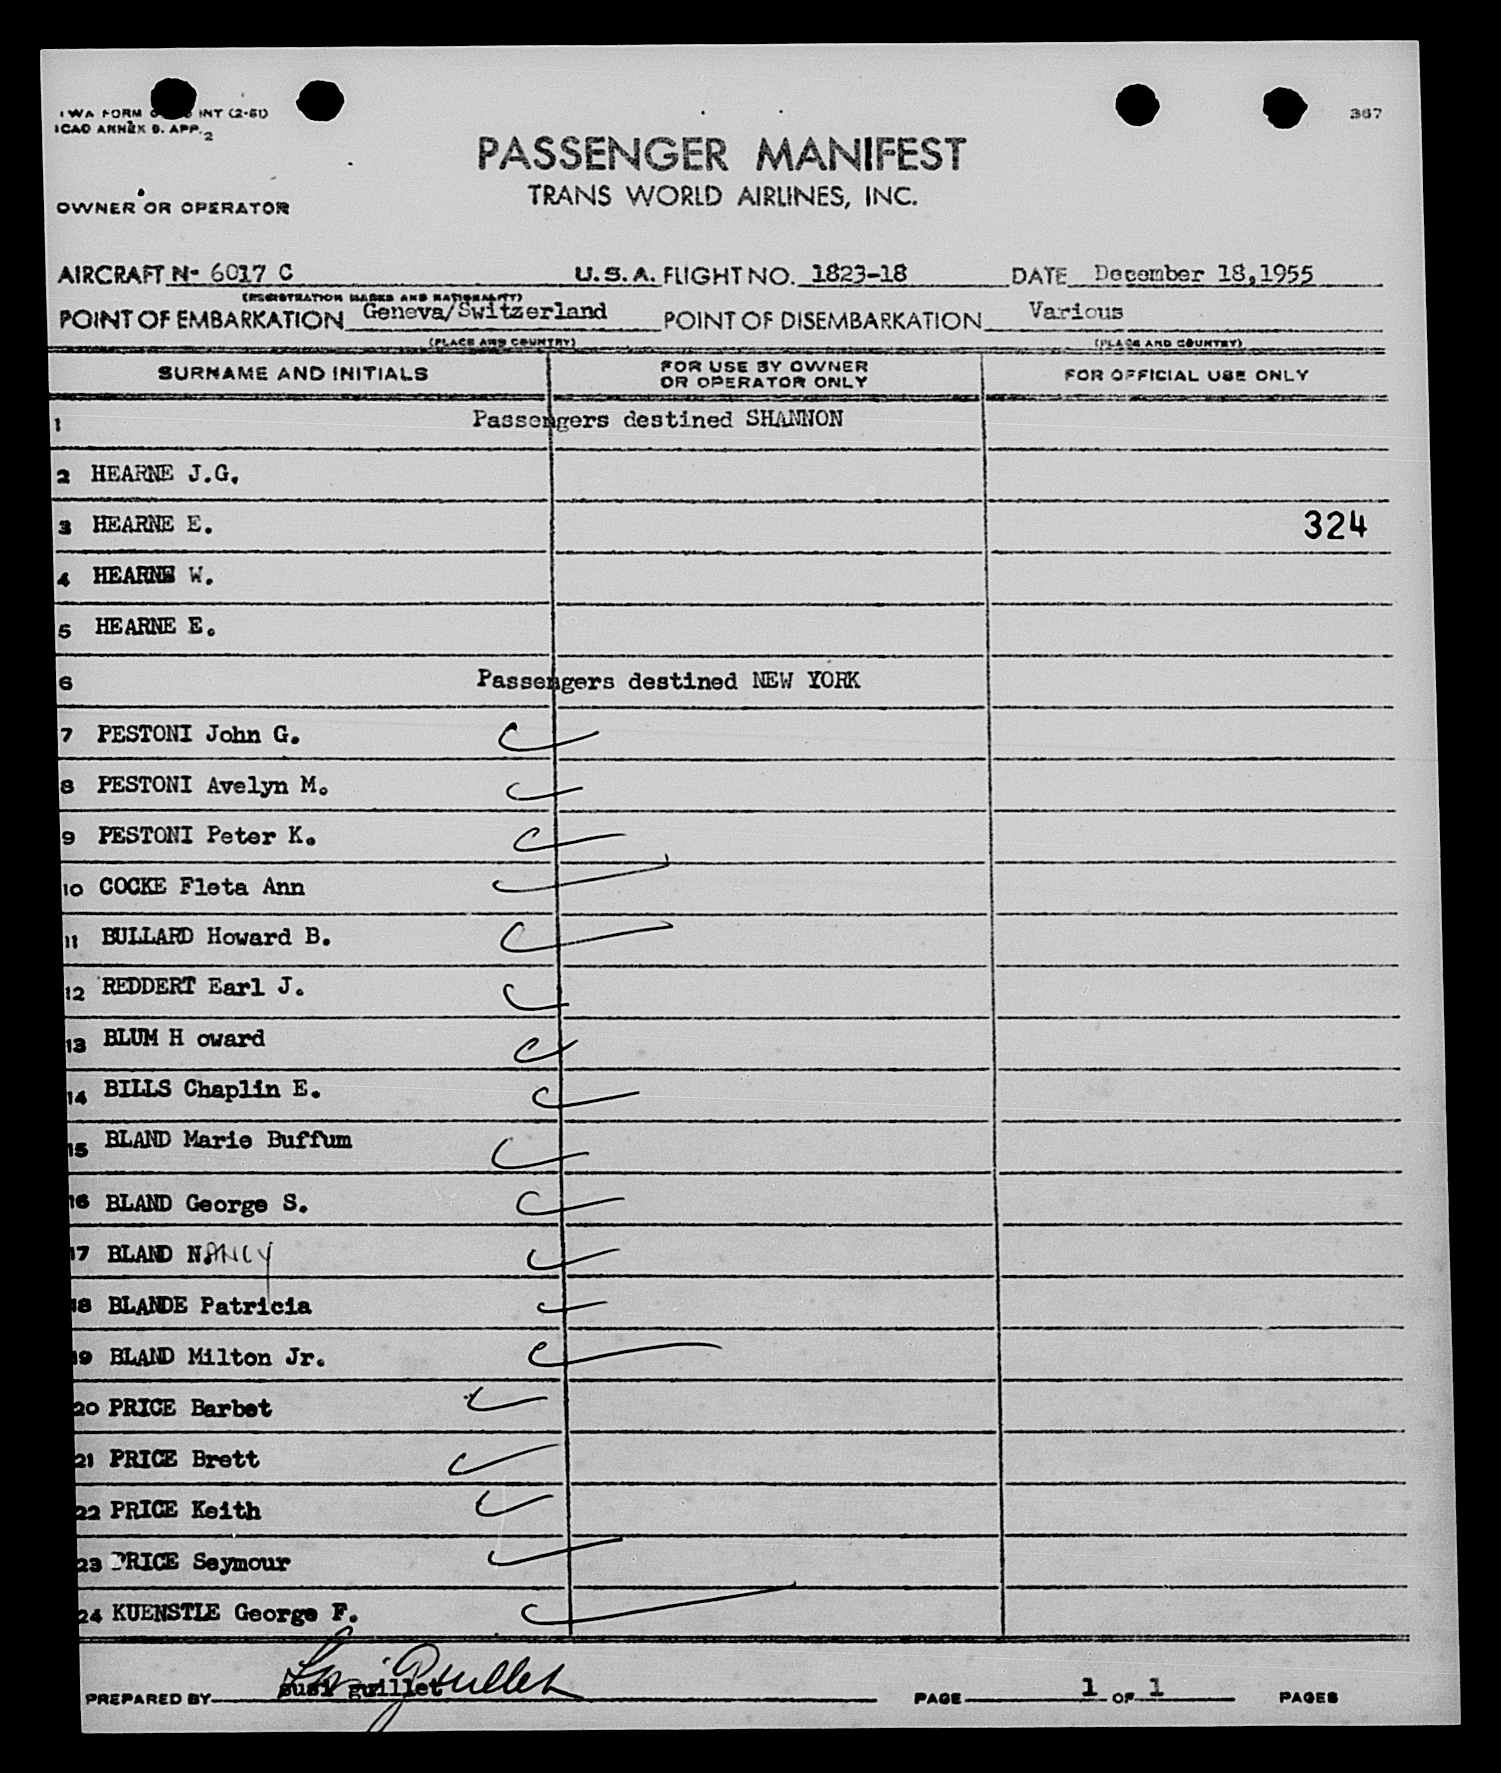 TWA FORM INT (2-51)
ICAO ANNEX 9. APP. 2
367
PASSENGER MANIFEST
TRANS WORLD AIRLINES, INC.
OWNER OR OPERATOR
AIRCRAFT N- 6017 C U.S.A. FLIGHT NO. 1823-18 DATE December 18,1955
(REGISTRATION MARKS AND NATIONALITY)
POINT OF EMBARKATION Geneva/Switzerland POINT OF DISEMBARKATION Various
(PLACE AND COUNTRY) (PLACE AND COUNTRY)
SURNAME AND INITIALS FOR USE BY OWNER OR OPERATOR ONLY FOR OFFICIAL USE ONLY
1 Passengers destined SHANNON
2 HEARNE J.G.
3 HEARNE E. 324
4 HEARNE W.
5 HEARNE E.
6 Passengers destined NEW YORK
7 PESTONI John G.
8 PESTONI Avelyn M.
9 PESTONI Peter K.
10 COCKE Fleta Ann
11 BULLARD Howard B.
12 REDDERT Earl J.
13 BLUM H oward
14 BILLS Chaplin E.
15 BLAND Marie Buffum
16 BLAND George S.
17 BLAND N.ANCY
18 BLANDE Patricia
19 BLAND Milton Jr.
20 PRICE Barbet
21 PRICE Brett
22 PRICE Keith
23 PRICE Seymour
24 KUENSTLE George F.
PREPARED BY susi guillet PAGE 1 OF 1 PAGES